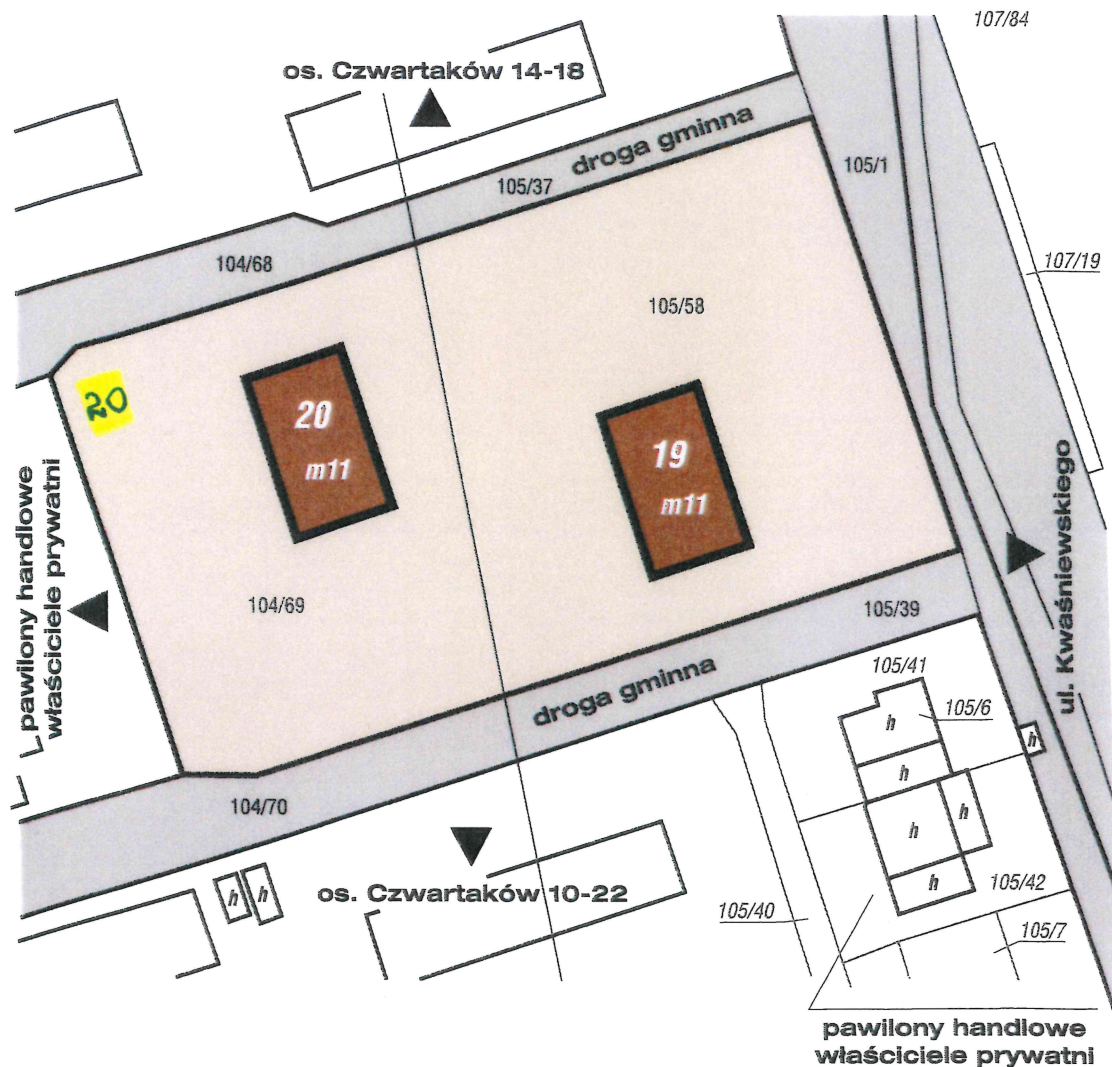 107/84
os. Czwartaków 14-18
droga gminna
105/37
105/1
104/68
107/19
105/58
20
20
m11
19
m11
pawilony handlowe
właściciele prywatni
ul. Kwaśniewskiego
104/69
105/39
droga gminna
105/41
105/6
h
h
h
104/70
h
h
h
105/42
os. Czwartaków 10-22
h
h
105/40
105/7
pawilony handlowe
właściciele prywatni